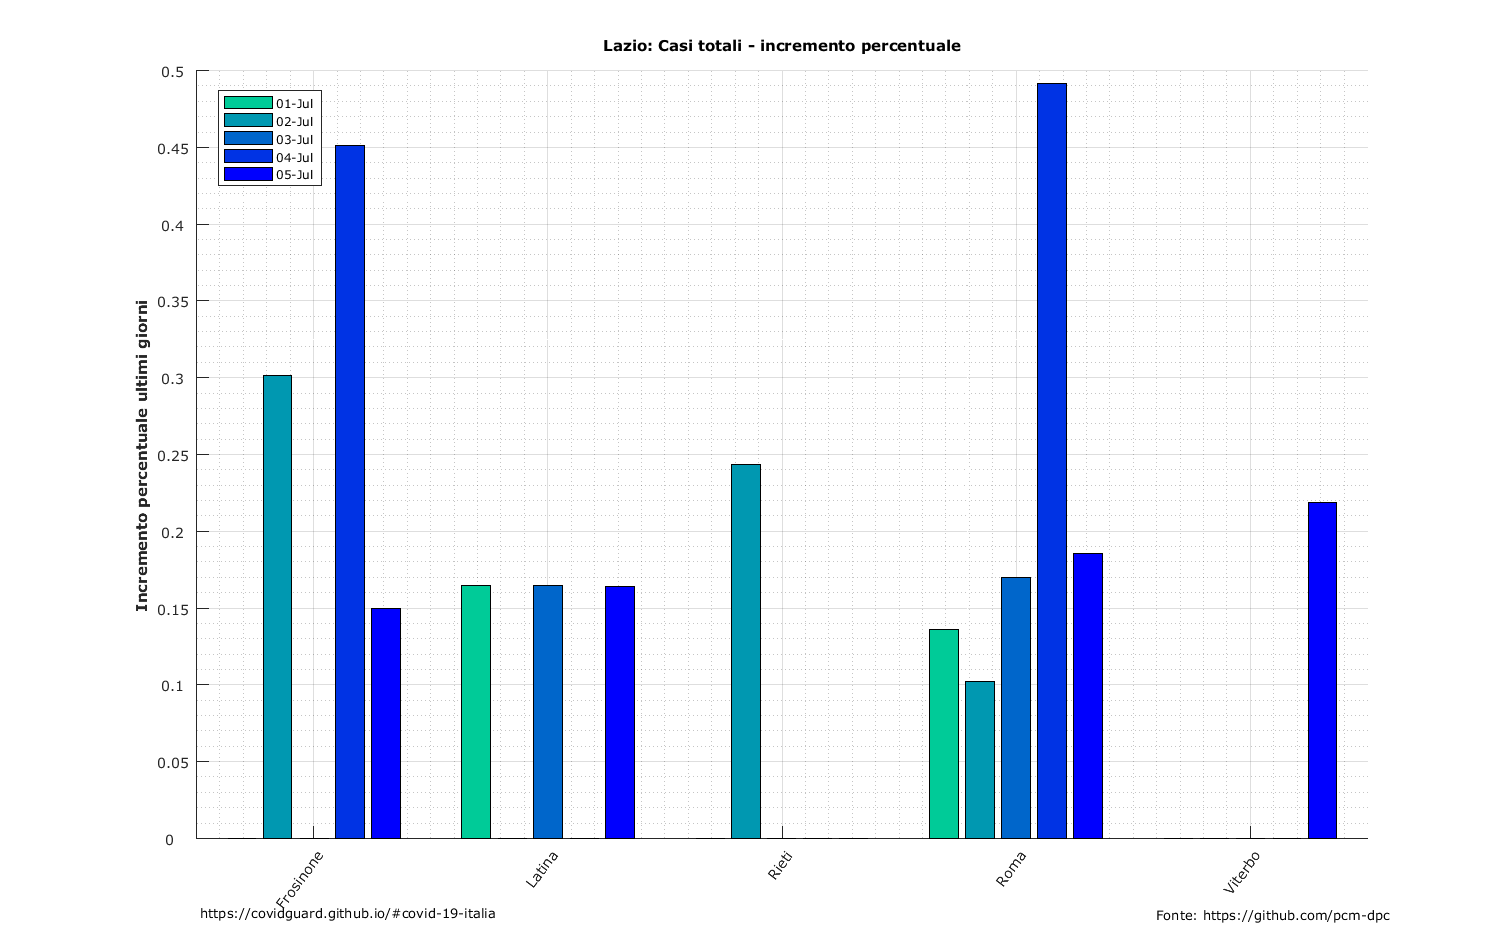 Lazio: Casi totali - incremento percentuale
Incremento percentuale ultimi giorni
0.5
0.45
0.4
0.35
0.3
0.25
0.2
0.15
0.1
0.05
0
01-Jul
02-Jul
03-Jul
04-Jul
05-Jul
Frosinone
Latina
Rieti
Roma
Viterbo
https://covidguard.github.io/#covid-19-italia
Fonte: https://github.com/pcm-dpc